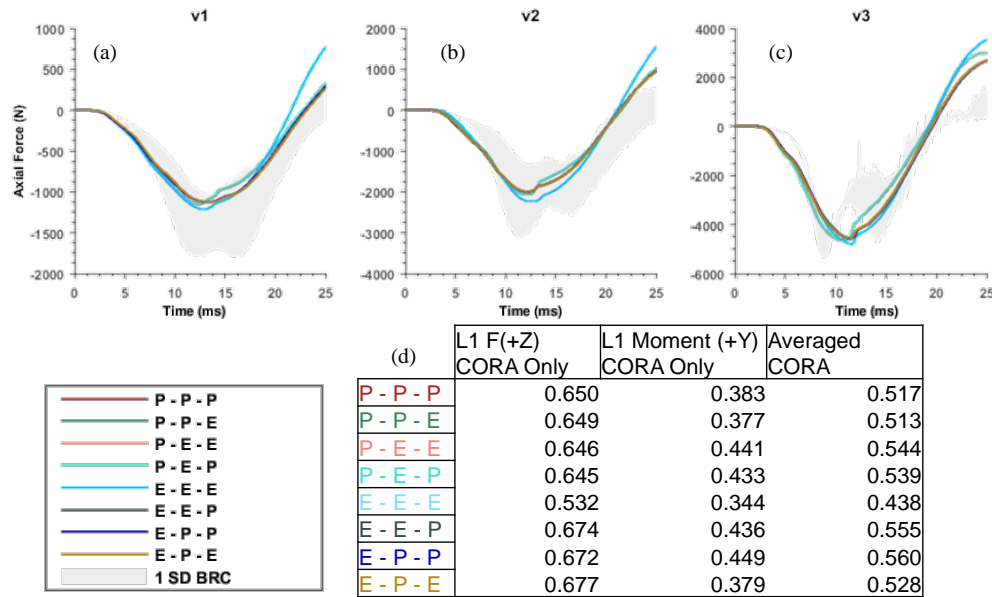 v1
v2
v3
(a)
(b)
(c)
Axial Force (N)
1000
500
0
-500
-1000
-1500
-2000
2000
1000
0
-1000
-2000
-3000
-4000
4000
2000
0
-2000
-4000
-6000
0 5 10 15 20 25
0 5 10 15 20 25
0 5 10 15 20 25
Time (ms)
Time (ms)
Time (ms)
P - P - P
P - P - E
P - E - E
P - E - P
E - E - E
E - E - P
E - P - P
E - P - E
1 SD BRC
(d)
L1 F(+Z) L1 Moment (+Y) Averaged
CORA Only CORA Only CORA
P - P - P 0.650 0.383 0.517
P - P - E 0.649 0.377 0.513
P - E - E 0.646 0.441 0.544
P - E - P 0.645 0.433 0.539
E - E - E 0.532 0.344 0.438
E - E - P 0.674 0.436 0.555
E - P - P 0.672 0.449 0.560
E - P - E 0.677 0.379 0.528